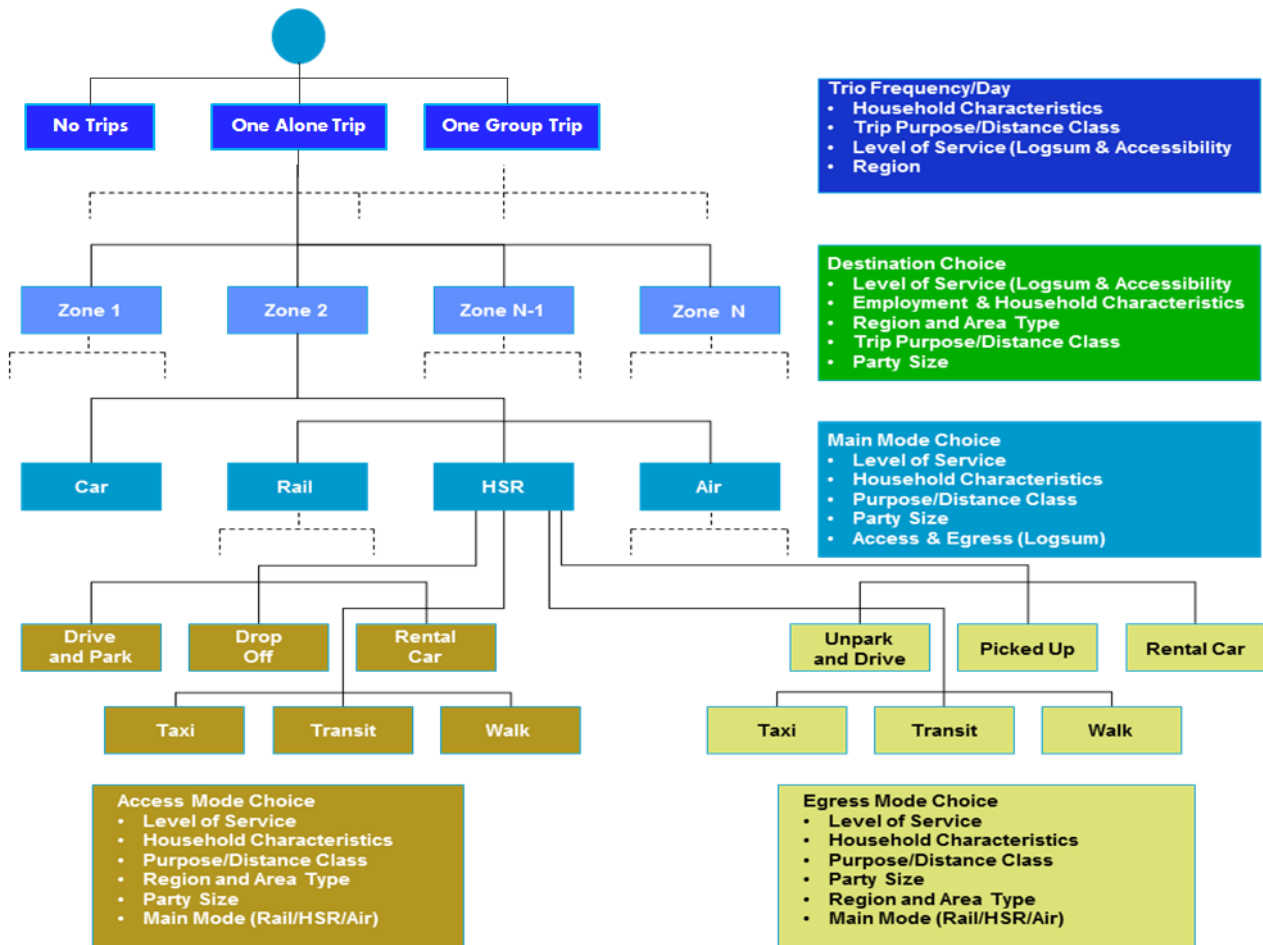 No Trips
One Alone Trip
One Group Trip
Trio Frequency/Day
• Household Characteristics
• Trip Purpose/Distance Class
• Level of Service (Logsum & Accessibility
• Region
Zone 1
Zone 2
Zone N-1
Zone N
Destination Choice
• Level of Service (Logsum & Accessibility
• Employment & Household Characteristics
• Region and Area Type
• Trip Purpose/Distance Class
• Party Size
Car
Rail
HSR
Air
Main Mode Choice
• Level of Service
• Household Characteristics
• Purpose/Distance Class
• Party Size
• Access & Egress (Logsum)
Drive
and Park
Drop
Off
Rental
Car
Unpark
and Drive
Picked Up
Rental Car
Taxi
Transit
Walk
Taxi
Transit
Walk
Access Mode Choice
• Level of Service
• Household Characteristics
• Purpose/Distance Class
• Region and Area Type
• Party Size
• Main Mode (Rail/HSR/Air)
Egress Mode Choice
• Level of Service
• Household Characteristics
• Purpose/Distance Class
• Party Size
• Region and Area Type
• Main Mode (Rail/HSR/Air)